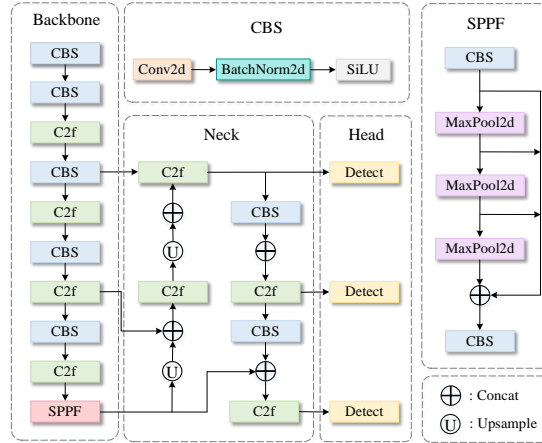 Backbone
CBS
CBS
C2f
CBS
C2f
CBS
C2f
CBS
C2f
SPPF
CBS
Conv2d
BatchNorm2d
SiLU
Neck
C2f
U
C2f
U
CBS
C2f
CBS
C2f
Head
Detect
Detect
Detect
SPPF
CBS
MaxPool2d
MaxPool2d
MaxPool2d
CBS
: Concat
U : Upsample